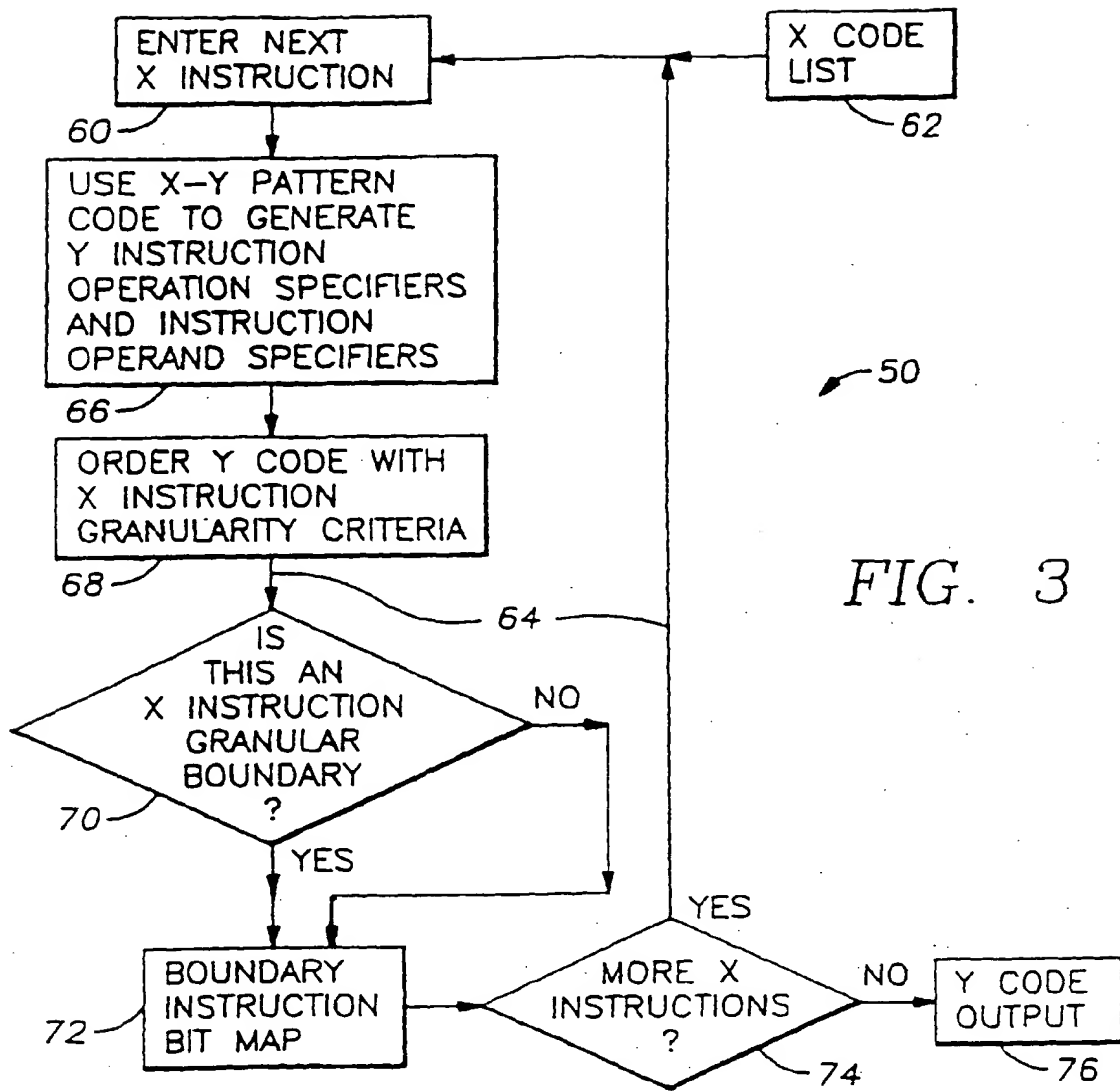 ENTER NEXT
X INSTRUCTION
60
X CODE
LIST
62
USE X-Y PATTERN
CODE TO GENERATE
Y INSTRUCTION
OPERATION SPECIFIERS
AND INSTRUCTION
OPERAND SPECIFIERS
66
50
ORDER Y CODE WITH
X INSTRUCTION
GRANULARITY CRITERIA
68
64
FIG. 3
IS
THIS AN
X INSTRUCTION
GRANULAR
BOUNDARY
?
70
NO
YES
BOUNDARY
INSTRUCTION
BIT MAP
72
YES
MORE X
INSTRUCTIONS
?
74
NO
Y CODE
OUTPUT
76